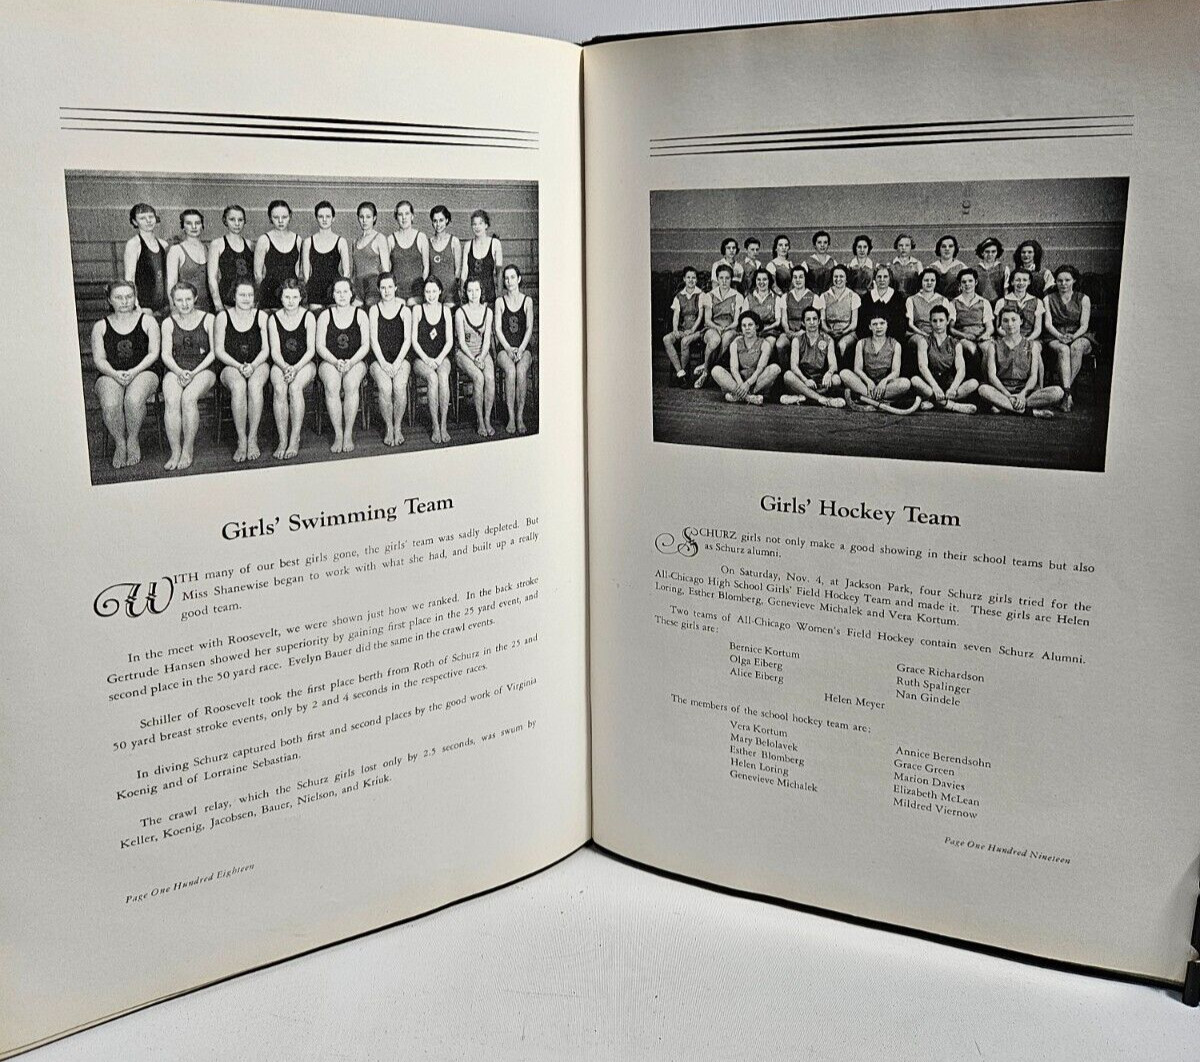 Girls' Swimming Team
WITH many of our best girls gone, the girls' team was sadly depleted. But
Miss Shanewise began to work with what she had, and built up a really
good team.
In the meet with Roosevelt, we were shown just how we ranked. In the back stroke
Gertrude Hansen showed her superiority by gaining first place in the 25 yard event, and
second place in the 50 yard race. Evelyn Bauer did the same in the crawl events.
Schiller of Roosevelt took the first place berth from Roth of Schurz in the 25 and
50 yard breast stroke events, only by 2 and 4 seconds in the respective races.
In diving Schurz captured both first and second places by the good work of Virginia
Koenig and of Lorraine Sebastian.
The crawl relay, which the Schurz girls lost only by 2.5 seconds, was swum by
Keller, Koenig, Jacobsen, Bauer, Nielson, and Kriuk.
Page One Hundred Eighteen
Girls' Hockey Team
SCHURZ girls not only make a good showing in their school teams but also
as Schurz alumni.
On Saturday, Nov. 4, at Jackson Park, four Schurz girls tried for the
All-Chicago High School Girls' Field Hockey Team and made it. These girls are Helen
Loring, Esther Blomberg, Genevieve Michalek and Vera Kortum.
Two teams of All-Chicago Women's Field Hockey contain seven Schurz Alumni.
These girls are:
Bernice Kortum
Olga Eiberg
Alice Eiberg
Grace Richardson
Ruth Spalinger
Nan Gindele
Helen Meyer
The members of the school hockey team are:
Vera Kortum
Mary Belolavek
Esther Blomberg
Helen Loring
Genevieve Michalek
Annice Berendsohn
Grace Green
Marion Davies
Elizabeth McLean
Mildred Viernow
Page One Hundred Nineteen